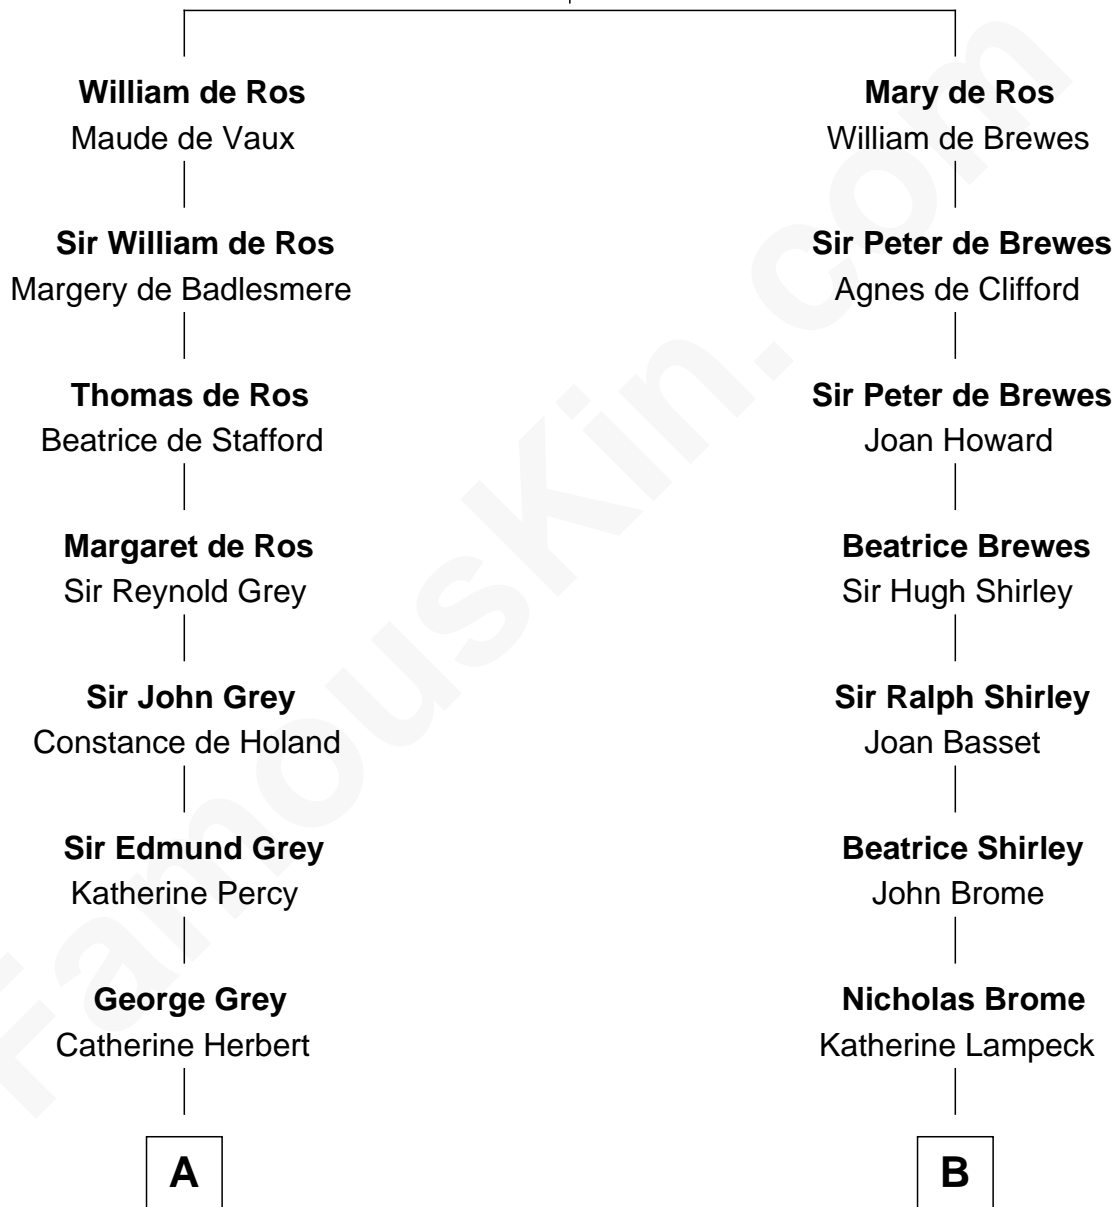 William de Ros
Maude de Vaux
Sir William de Ros
Margery de Badlesmere
Thomas de Ros
Beatrice de Stafford
Margaret de Ros
Sir Reynold Grey
Sir John Grey
Constance de Holand
Sir Edmund Grey
Katherine Percy
George Grey
Catherine Herbert
A
Mary de Ros
William de Brewes
Sir Peter de Brewes
Agnes de Clifford
Sir Peter de Brewes
Joan Howard
Beatrice Brewes
Sir Hugh Shirley
Sir Ralph Shirley
Joan Basset
Beatrice Shirley
John Brome
Nicholas Brome
Katherine Lampeck
B
FamousKin.com